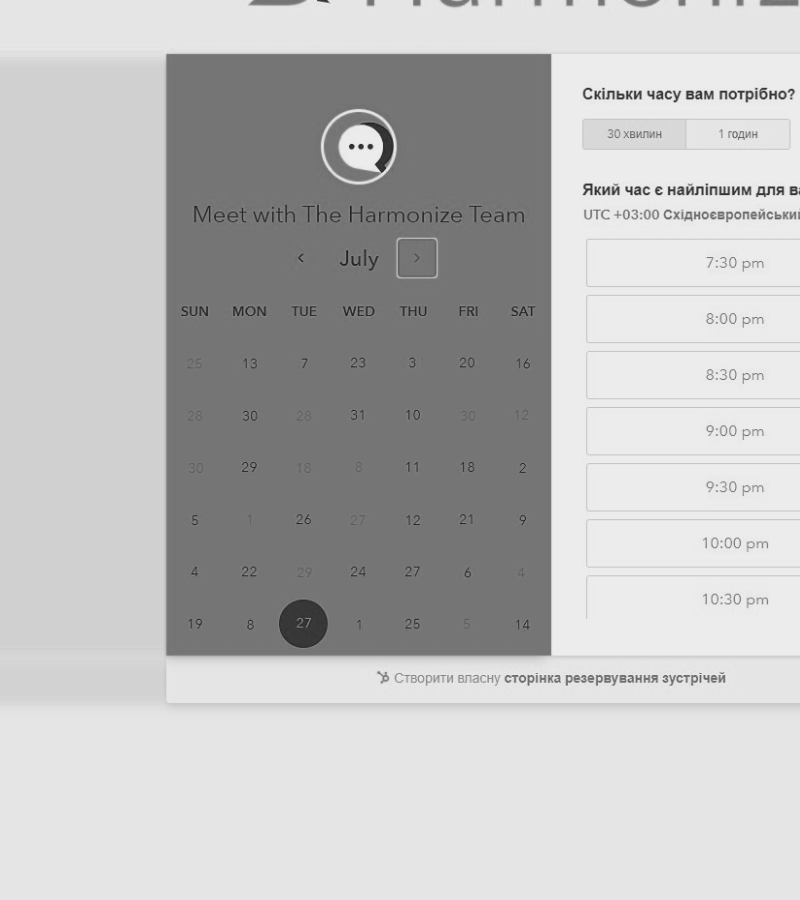 Harmoniz
Meet with The Harmonize Team
July
SUN MON TUE WED THU FRI SAT
25 13 7 23 3 20 16
28 30 28 31 10 30 12
30 29 18 8 11 18 2
5 1 26 27 12 21 9
4 22 29 24 27 6 4
19 8 27 1 25 5 14
Скільки часу вам потрібно?
30 хвилин 1 годин
Який час є найліпшим для ва
UTC +03:00 Східноєвропейський
7:30 pm
8:00 pm
8:30 pm
9:00 pm
9:30 pm
10:00 pm
10:30 pm
Створити власну сторінка резервування зустрічей